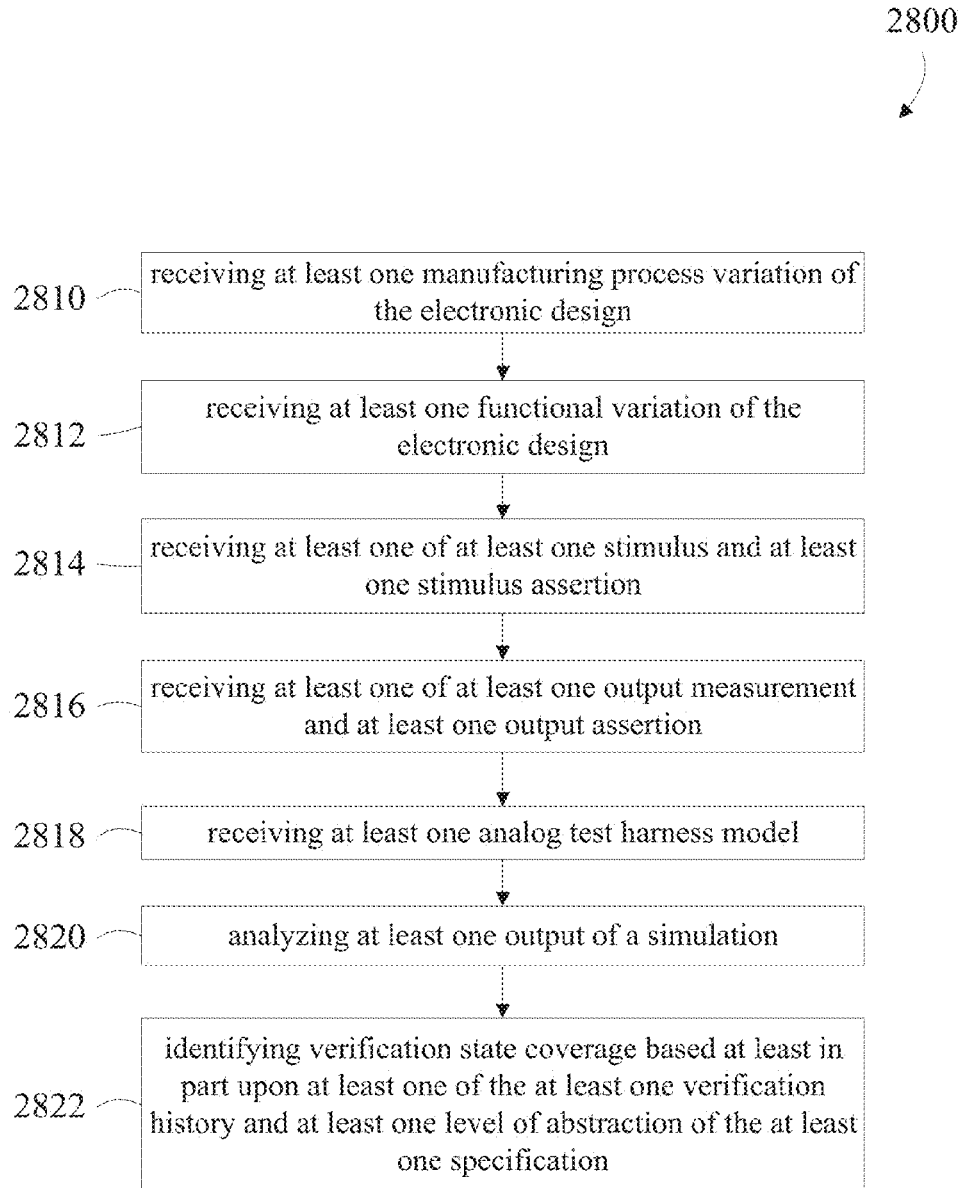 2800
2810
receiving at least one manufacturing process variation of
the electronic design
2812
receiving at least one functional variation of the
electronic design
2814
receiving at least one of at least one stimulus and at least
one stimulus assertion
2816
receiving at least one of at least one output measurement
and at least one output assertion
2818
receiving at least one analog test harness model
2820
analyzing at least one output of a simulation
2822
identifying verification state coverage based at least in
part upon at least one of the at least one verification
history and at least one level of abstraction of the at least
one specification